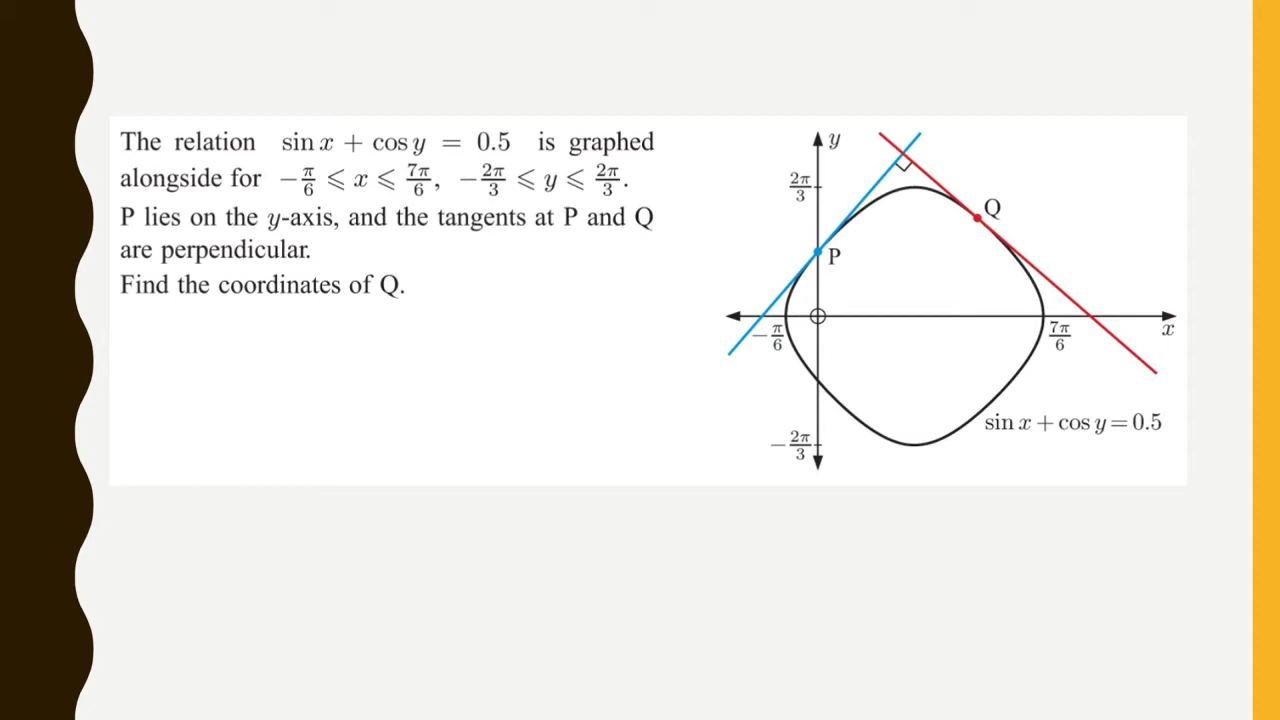 The relation sin x + cos y = 0.5 is graphed
alongside for −π/6 ⩽ x ⩽ 7π/6, −2π/3 ⩽ y ⩽ 2π/3.
P lies on the y-axis, and the tangents at P and Q
are perpendicular.
Find the coordinates of Q.
y
2π/3
Q
P
−π/6
7π/6
x
sin x + cos y = 0.5
−2π/3